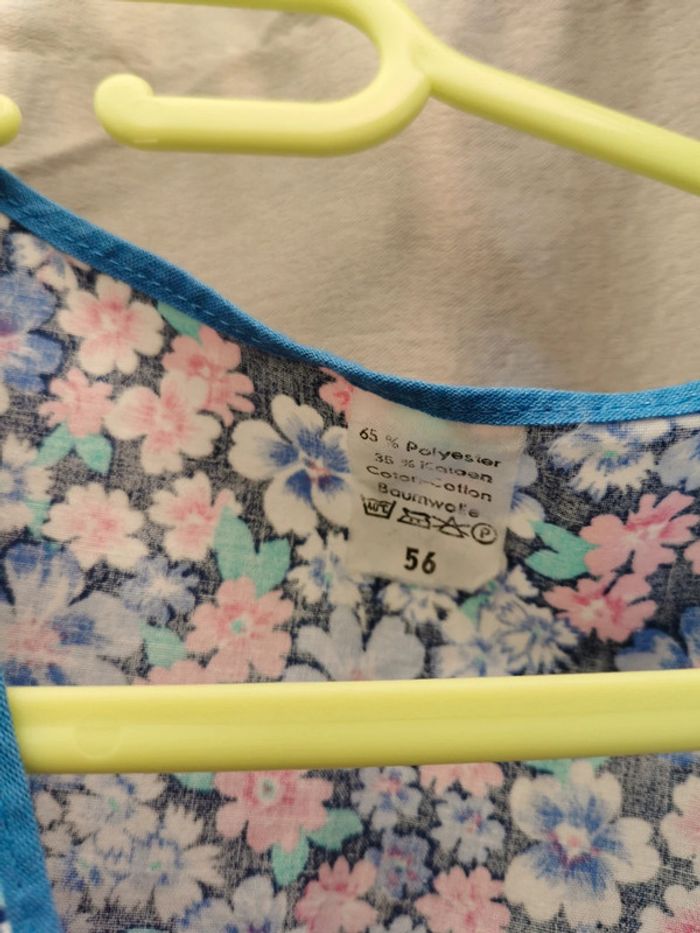 65 % Polyester
35 % Katoen
Coton-Cotton
Baumwolle
P
56